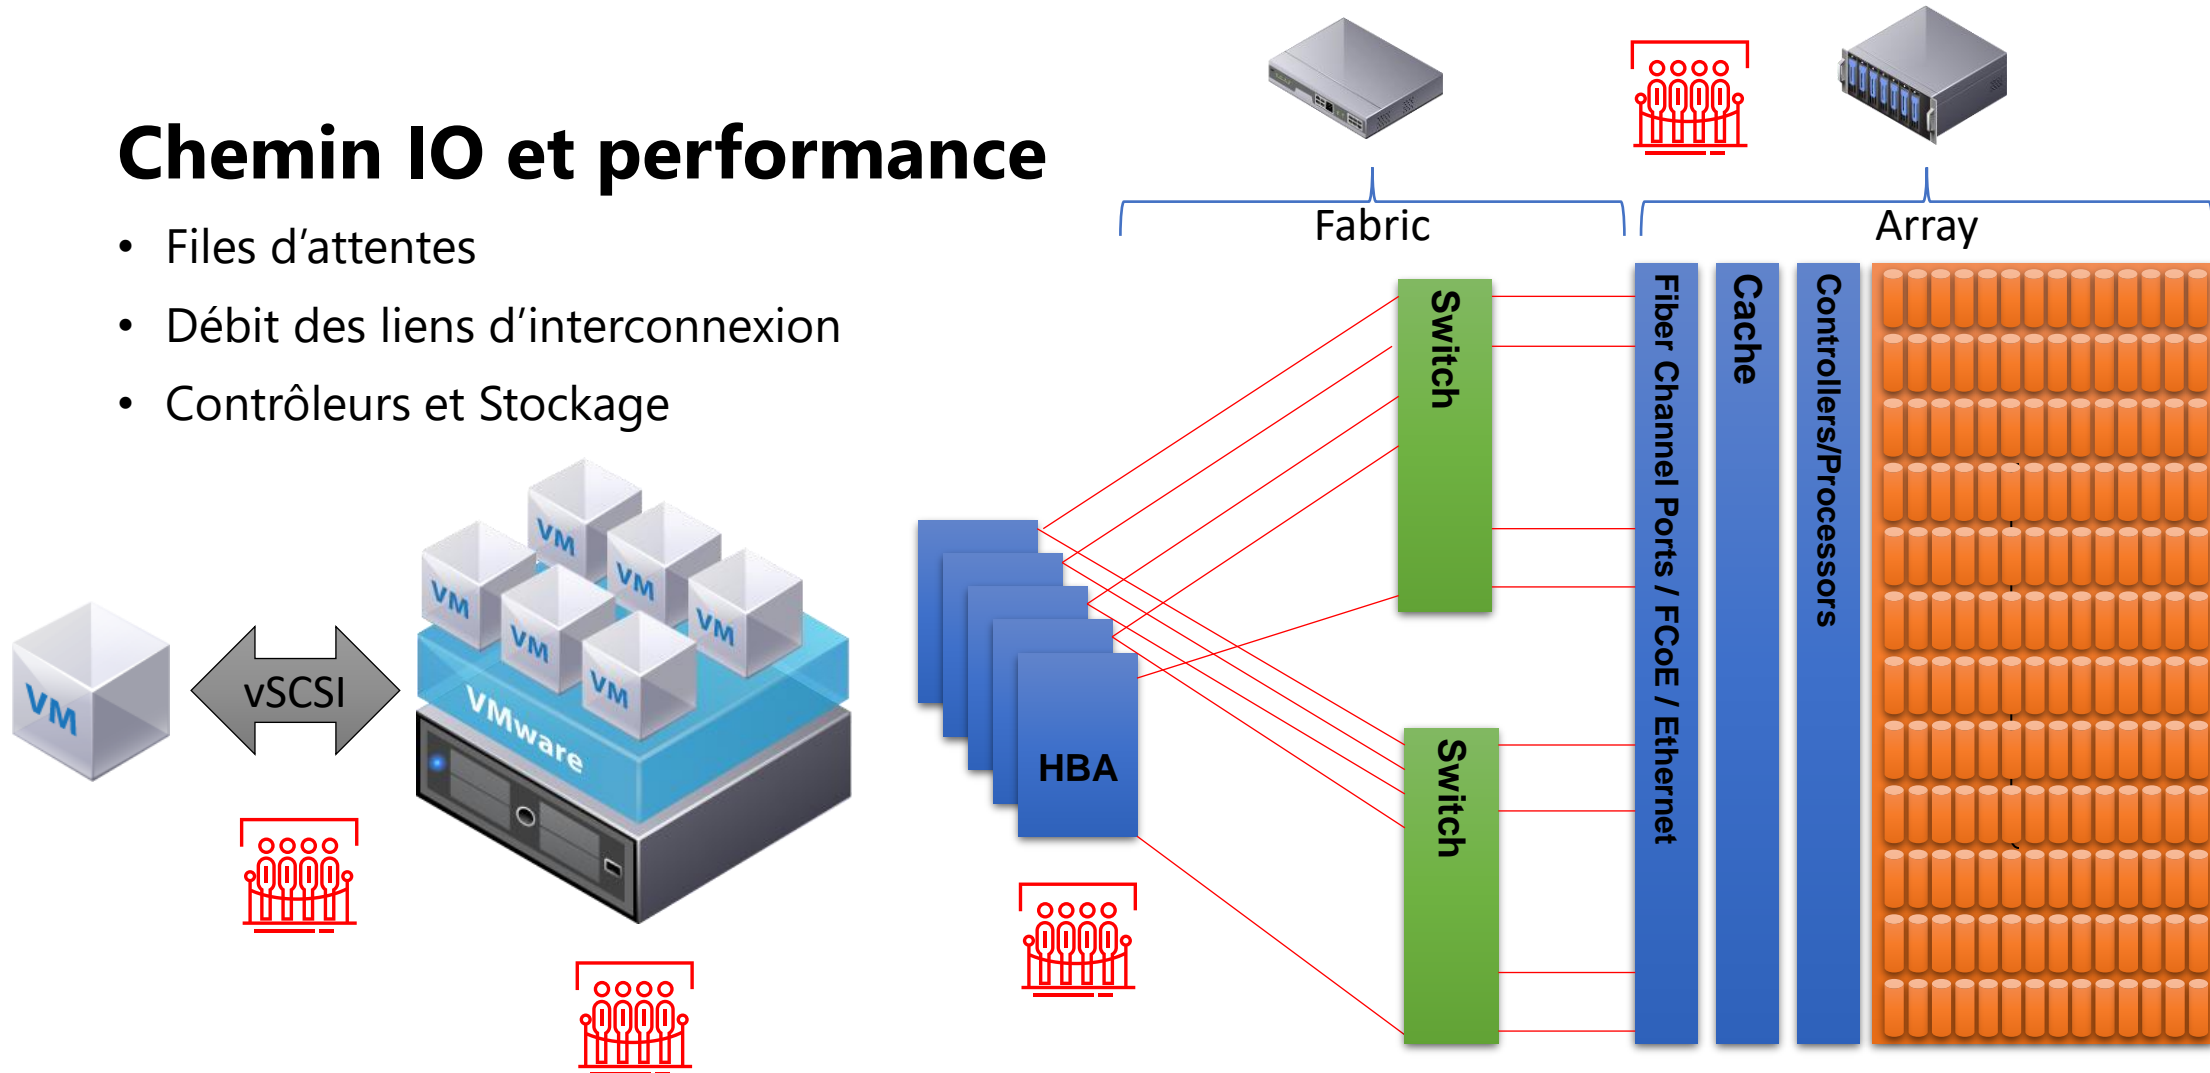 Chemin IO et performance
• Files d’attentes
• Débit des liens d’interconnexion
• Contrôleurs et Stockage
Fabric
Array
Switch
Switch
Fiber Channel Ports / FCoE / Ethernet
Cache
Controllers/Processors
VM
vSCSI
VM
VM
VM
VM
VM
VM
VMware
HBA